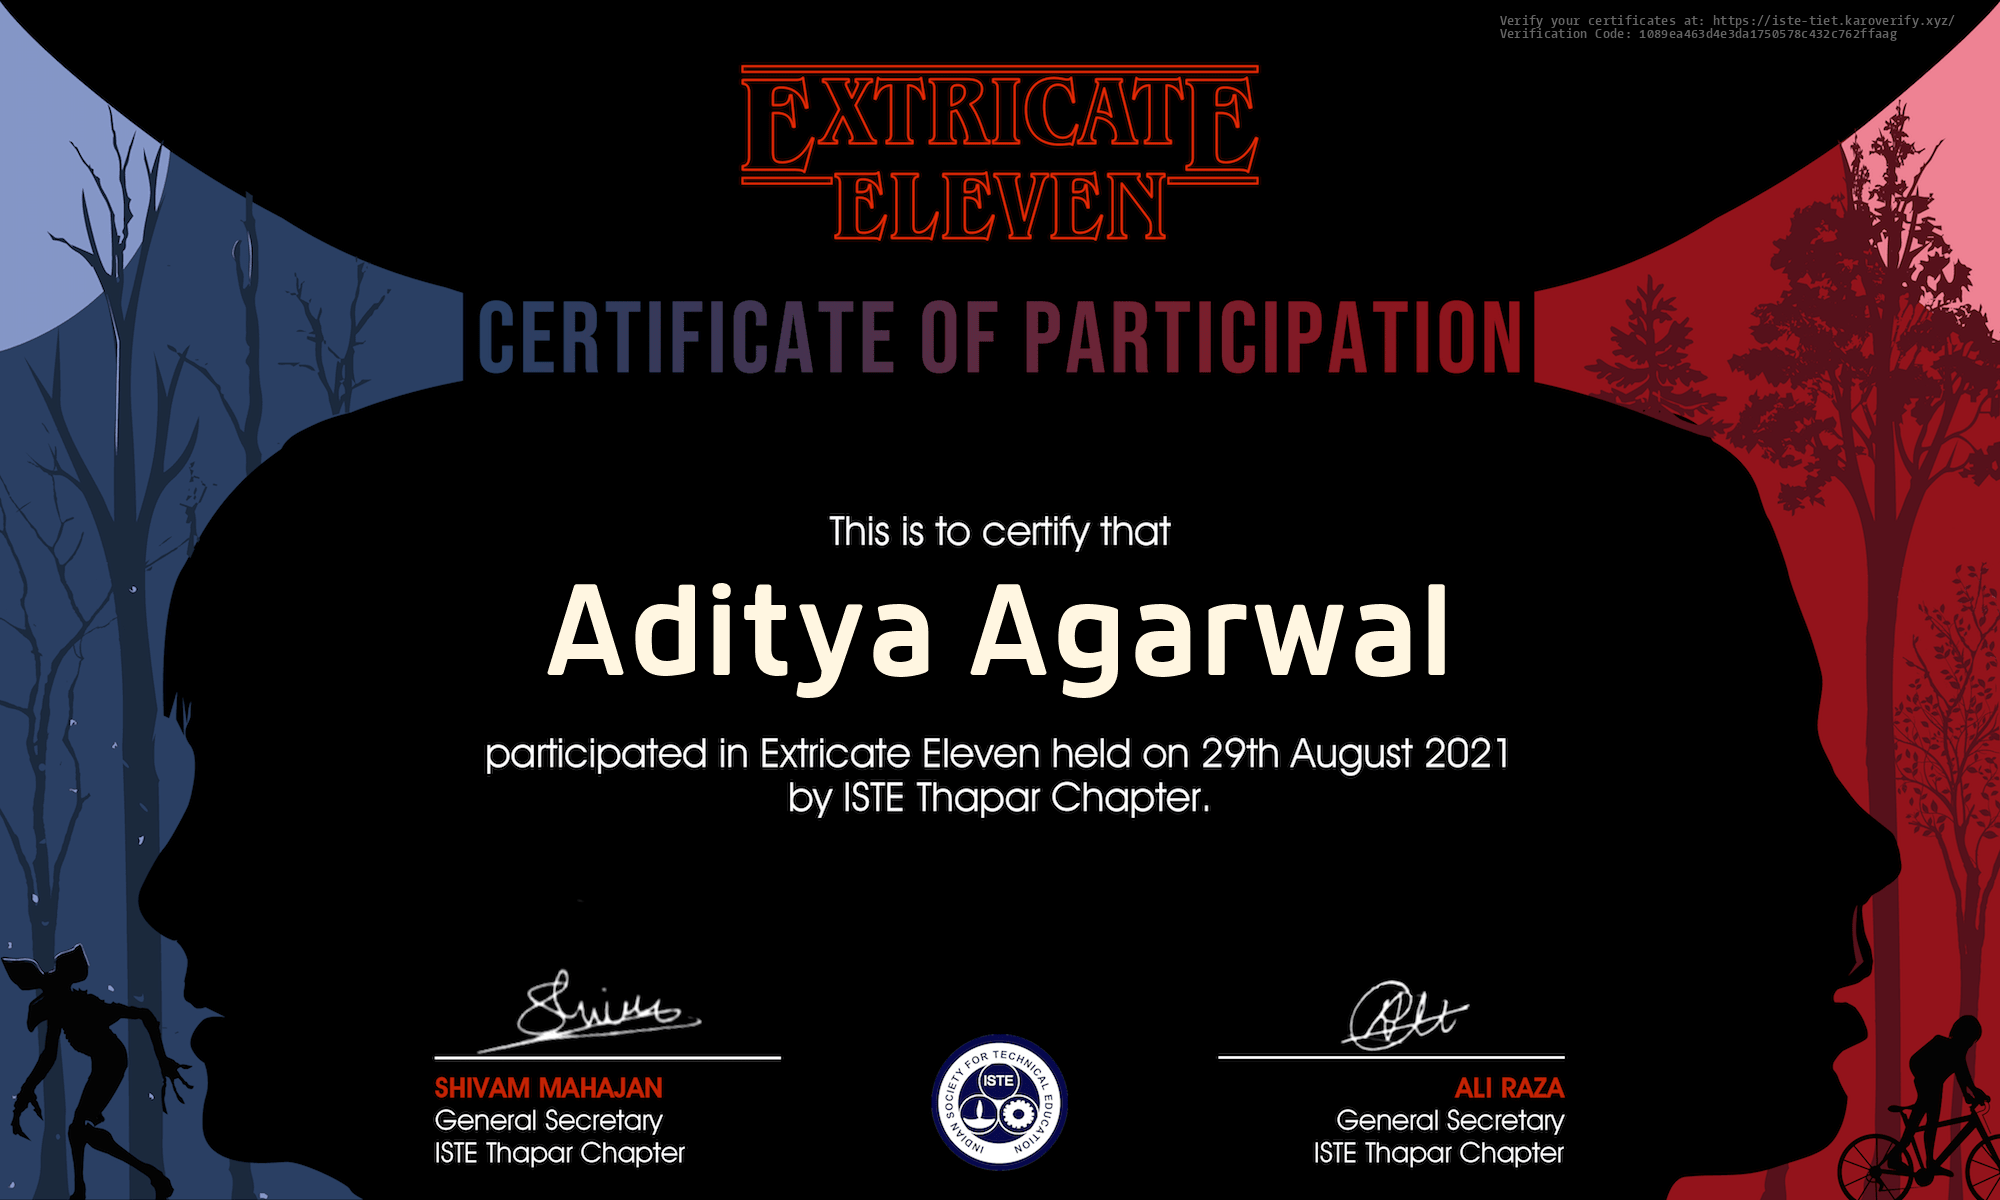 Verify your certificates at: https://iste-tiet.karoverify.xyz/
Verification Code: 1089ea463d4e3da1750578c432c762ffaag
EXTRICATE
ELEVEN
CERTIFICATE OF PARTICIPATION
This is to certify that
Aditya Agarwal
participated in Extricate Eleven held on 29th August 2021
by ISTE Thapar Chapter.
SHIVAM MAHAJAN
General Secretary
ISTE Thapar Chapter
INDIAN SOCIETY FOR TECHNICAL EDUCATION
ISTE
ALI RAZA
General Secretary
ISTE Thapar Chapter